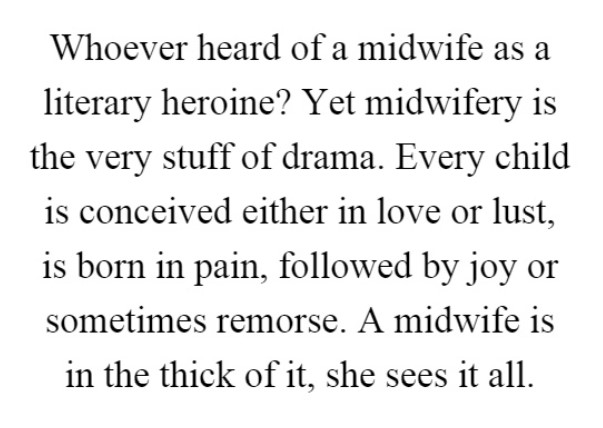 Whoever heard of a midwife as a
literary heroine? Yet midwifery is
the very stuff of drama. Every child
is conceived either in love or lust,
is born in pain, followed by joy or
sometimes remorse. A midwife is
in the thick of it, she sees it all.